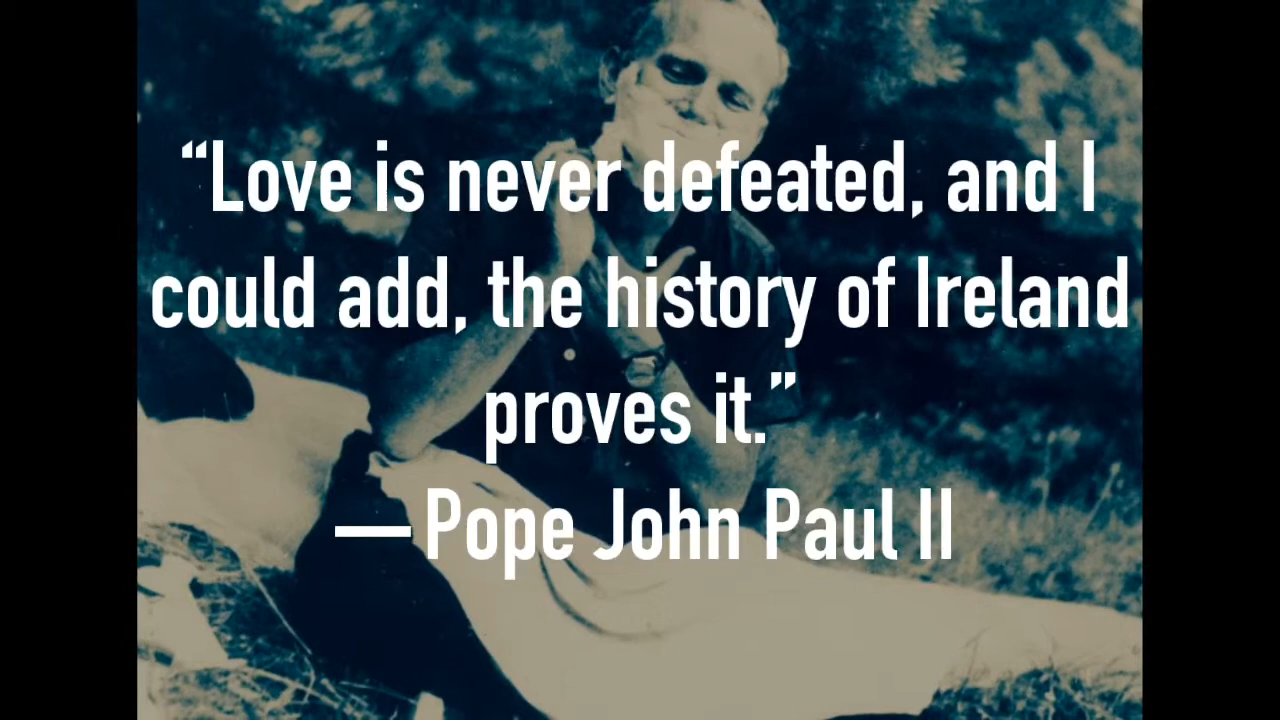 “Love is never defeated, and I
could add, the history of Ireland
proves it.”
— Pope John Paul II